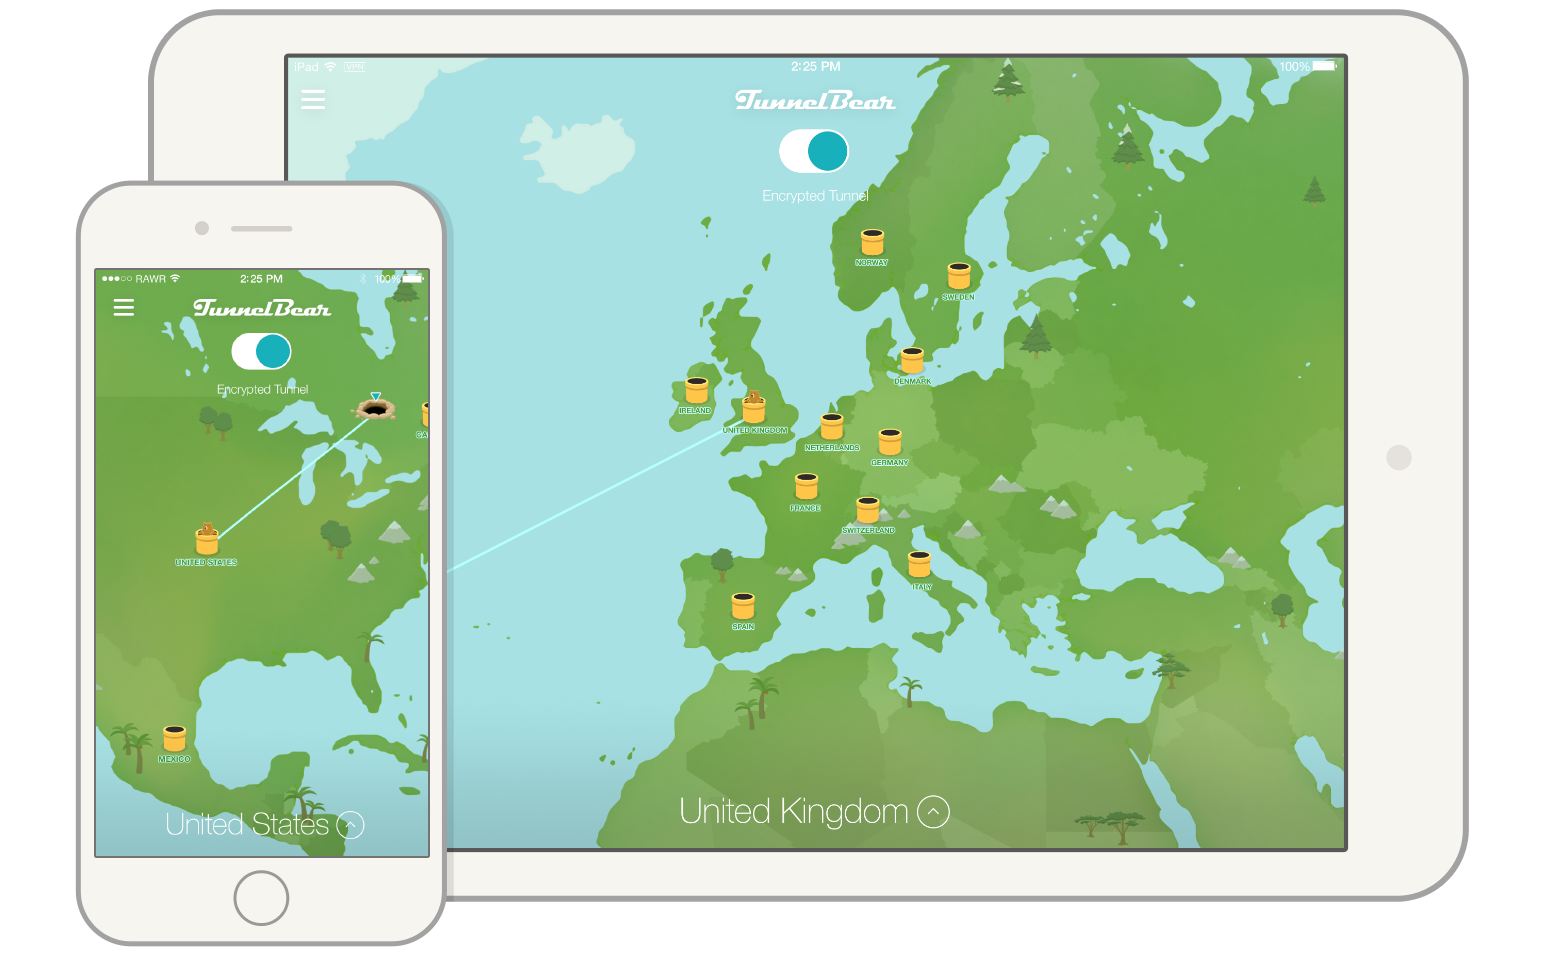 iPad VPN 2:25 PM 100%
TunnelBear
Encrypted Tunnel
NORWAY
SWEDEN
DENMARK
IRELAND
UNITED KINGDOM
NETHERLANDS
GERMANY
FRANCE
SWITZERLAND
ITALY
SPAIN
United Kingdom
RAWR 2:25 PM 100%
TunnelBear
Encrypted Tunnel
CA
UNITED STATES
MEXICO
United States